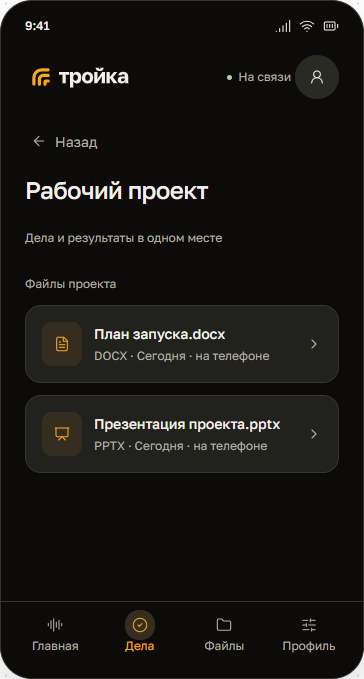 9:41
тройка
На связи
Назад
Рабочий проект
Дела и результаты в одном месте
Файлы проекта
План запуска.docx
DOCX · Сегодня · на телефоне
Презентация проекта.pptx
PPTX · Сегодня · на телефоне
Главная
Дела
Файлы
Профиль